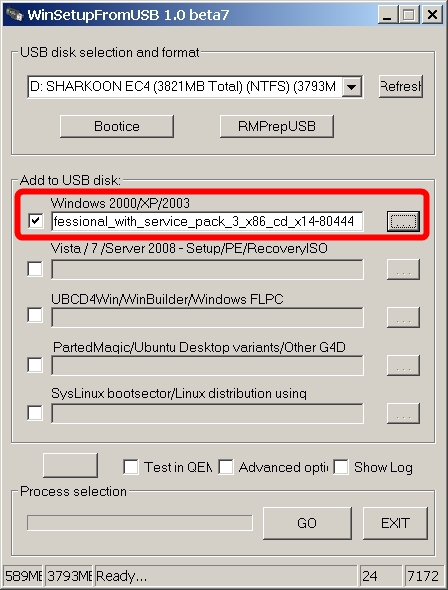 WinSetupFromUSB 1.0 beta7
USB disk selection and format
D: SHARKOON EC4 (3821MB Total) (NTFS) (3793M
Refresh
Bootice
RMPrepUSB
Add to USB disk:
Windows 2000/XP/2003
fessional_with_service_pack_3_x86_cd_x14-80444
...
Vista / 7 /Server 2008 - Setup/PE/RecoveryISO
...
UBCD4Win/WinBuilder/Windows FLPC
...
PartedMagic/Ubuntu Desktop variants/Other G4D
...
SysLinux bootsector/Linux distribution using
...
Test in QEM
Advanced opti
Show Log
Process selection
GO
EXIT
589ME
3793ME
Ready...
24
7172